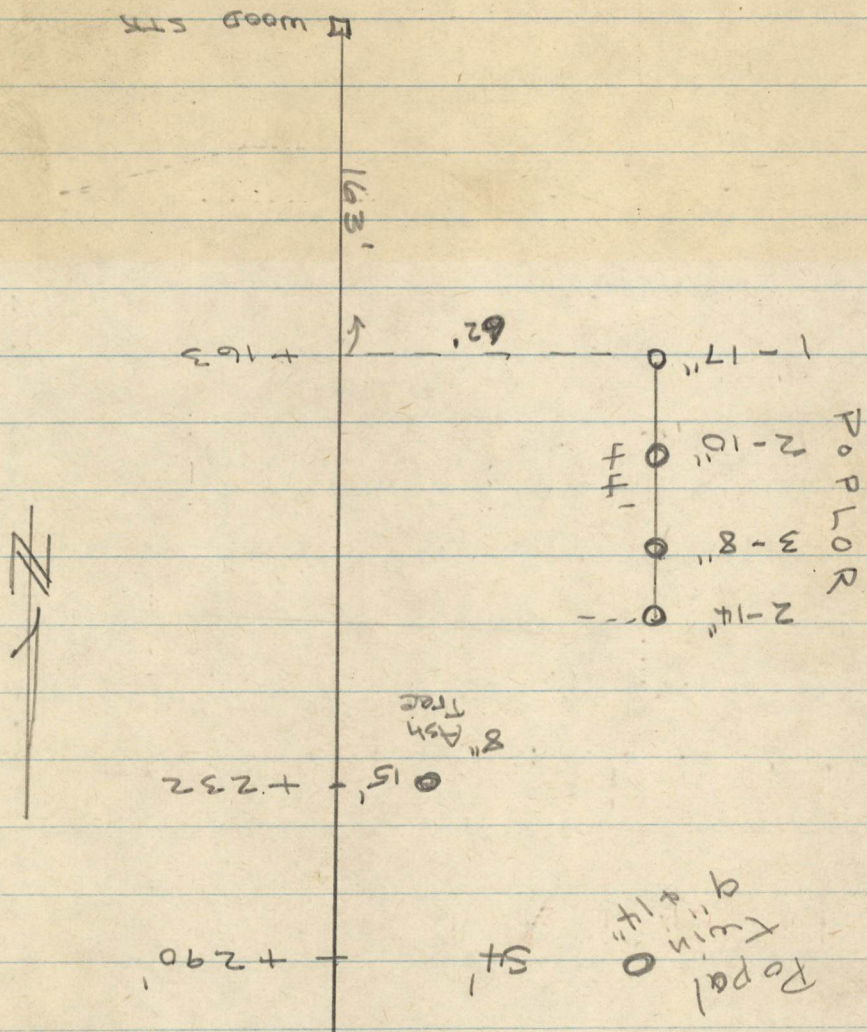 Popal
twin
9" + 14"
54'
+ 290'
15'
+ 232
8"
Ash
Tree
2-14"
3-8"
2-10"
1-17"
POPLOR
44'
62'
+ 163
163'
WOOD STK
N